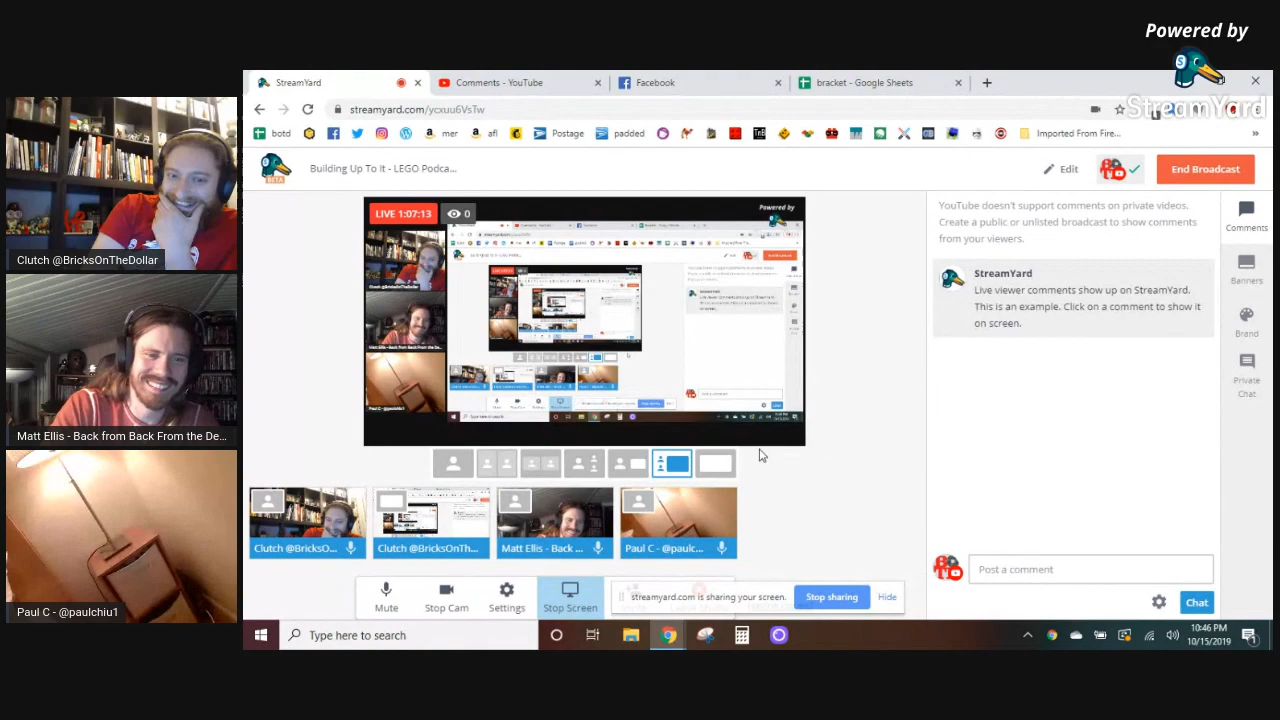 Powered by
StreamYard
StreamYard
Comments - YouTube
Facebook
bracket - Google Sheets
streamyard.com/ycxuu6VsTw
botd
mer
afl
Postage
padded
TnB
Imported From Fire...
BETA
Building Up To It - LEGO Podca...
Edit
End Broadcast
LIVE 1:07:13
0
Powered by
YouTube doesn't support comments on private videos.
Create a public or unlisted broadcast to show comments
from your viewers.
StreamYard
Live viewer comments show up on StreamYard.
This is an example. Click on a comment to show it
on screen.
Comments
Banners
Brand
Private
Chat
Clutch @BricksOnTheDollar
Matt Ellis - Back from Back From the De...
Paul C - @paulchiu1
Clutch @BricksO...
Clutch @BricksOnTh...
Matt Ellis - Back ...
Paul C - @paulc...
Post a comment
Chat
Mute
Stop Cam
Settings
Stop Screen
streamyard.com is sharing your screen.
Stop sharing
Hide
Type here to search
10:46 PM
10/15/2019